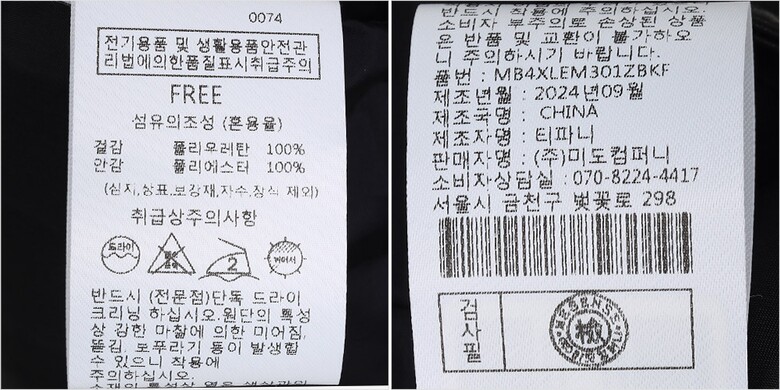 0074
전기용품 및 생활용품안전관
리법에의한품질표시취급주의
FREE
섬유의조성 (혼용율)
겉감 폴리우레탄 100%
안감 폴리에스터 100%
(심지,상표,보강재,자수,장식 제외)
취급상주의사항
드라이
2
뉘어서
반드시 (전문점)단독 드라이
크리닝 하십시오.원단의 특성
상 강한 마찰에 의한 미어짐,
뜯김, 보푸라기 등이 발생할
수 있으니 착용에
주의하십시오.
반드시 착용에 주의하십시오.
소비자 부주의로 손상된 상품
은 반품 및 교환이 불가하오
니 주의하시기 바랍니다.
품번 : MB4XLEM301ZBKF
제조년월 : 2024년09월
제조국명 : CHINA
제조자명 : 티파니
판매자명 : (주)미도컴퍼니
소비자상담실 : 070-8224-4417
서울시 금천구 벚꽃로 298
검사필
檢